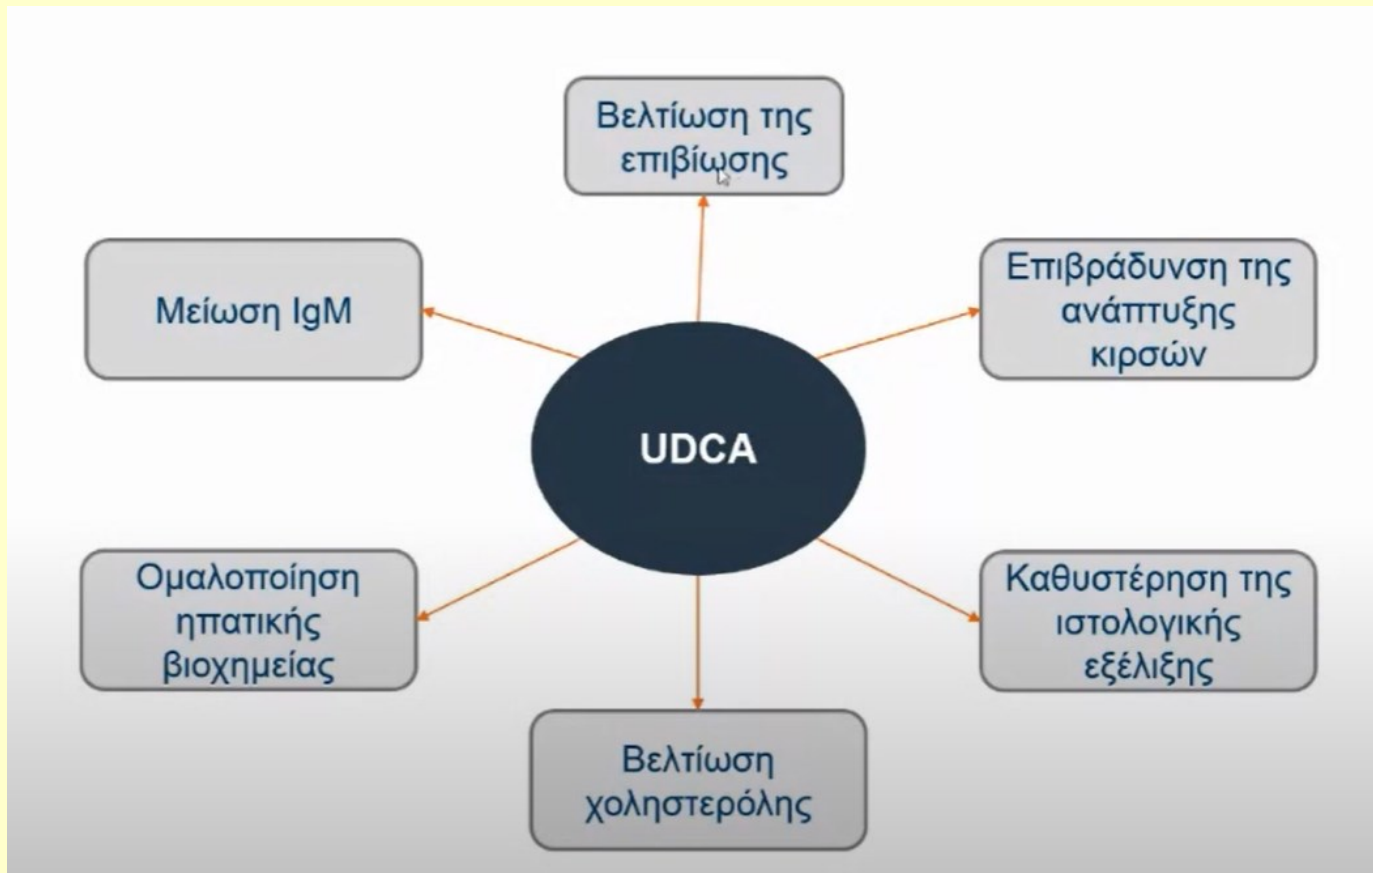 Βελτίωση της
επιβίωσης
Μείωση IgM
Επιβράδυνση της
ανάπτυξης
κιρσών
UDCA
Ομαλοποίηση
ηπατικής
βιοχημείας
Καθυστέρηση της
ιστολογικής
εξέλιξης
Βελτίωση
χοληστερόλης